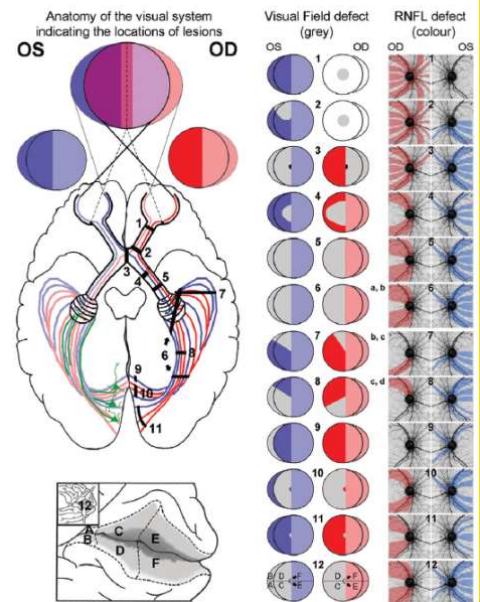 Anatomy of the visual system
indicating the locations of lesions
OS OD
1
2
3
4
5
6
7
8
9
10
11
12
A
B
C
D
E
F
Visual Field defect
(grey)
OS OD
1
2
3
4
5
6
a, b
7
b, c
8
c, d
9
10
11
12
B D F D F
A C E C E
RNFL defect
(colour)
OD OS
1
2
3
4
5
6
7
8
9
10
11
12